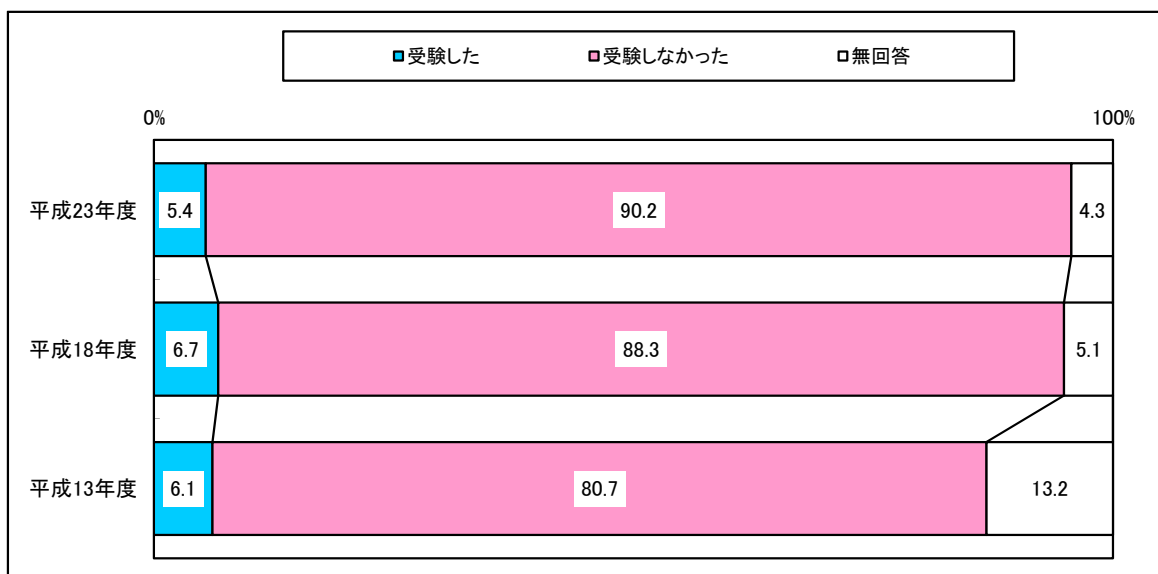 受験した 受験しなかった 無回答
0% 100%
平成23年度 5.4 90.2 4.3
平成18年度 6.7 88.3 5.1
平成13年度 6.1 80.7 13.2